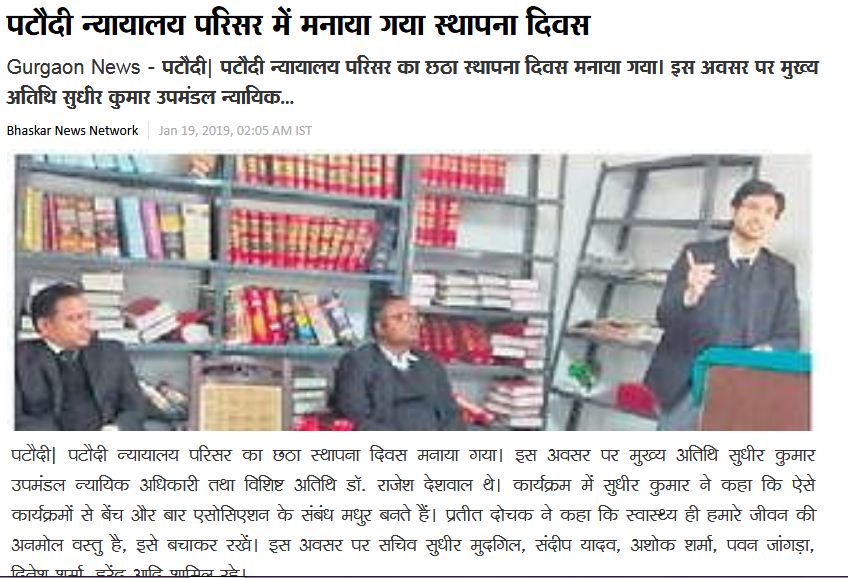 पटौदी न्यायालय परिसर में मनाया गया स्थापना दिवस
Gurgaon News - पटौदी| पटौदी न्यायालय परिसर का छठा स्थापना दिवस मनाया गया। इस अवसर पर मुख्य
अतिथि सुधीर कुमार उपमंडल न्यायिक...
Bhaskar News Network Jan 19, 2019, 02:05 AM IST
पटौदी| पटौदी न्यायालय परिसर का छठा स्थापना दिवस मनाया गया। इस अवसर पर मुख्य अतिथि सुधीर कुमार
उपमंडल न्यायिक अधिकारी तथा विशिष्ट अतिथि डॉ. राजेश देशवाल थे। कार्यक्रम में सुधीर कुमार ने कहा कि ऐसे
कार्यक्रमों से बेंच और बार एसोसिएशन के संबंध मधुर बनते हैं। प्रतीत दोचक ने कहा कि स्वास्थ्य ही हमारे जीवन की
अनमोल वस्तु है, इसे बचाकर रखें। इस अवसर पर सचिव सुधीर मुदगिल, संदीप यादव, अशोक शर्मा, पवन जांगड़ा,
शर्मा, आदि शामिल रहे।